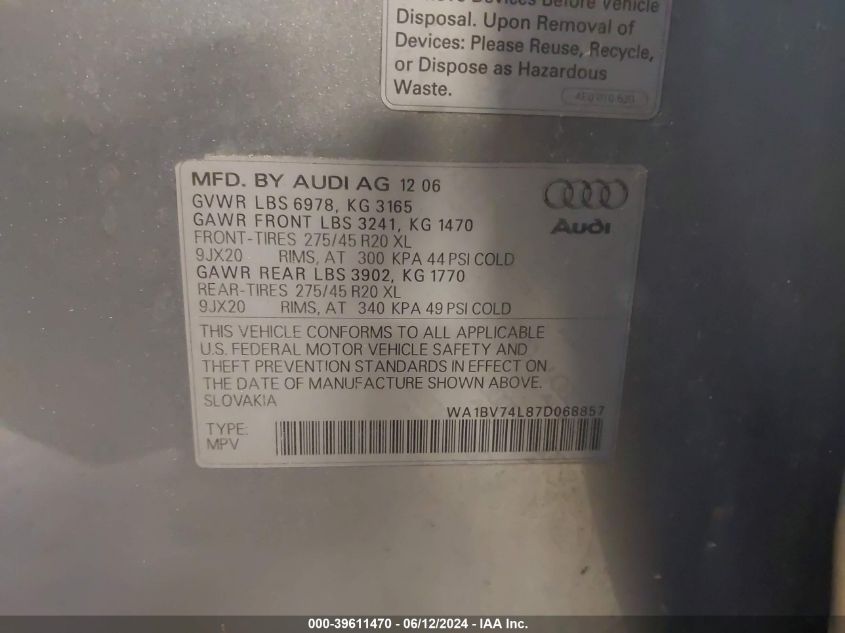 Devices Before Vehicle
Disposal. Upon Removal of
Devices: Please Reuse, Recycle,
or Dispose as Hazardous
Waste.
4E0 010 630
MFD. BY AUDI AG 12 06
GVWR LBS 6978, KG 3165
GAWR FRONT LBS 3241, KG 1470
FRONT-TIRES 275/45 R20 XL
9JX20 RIMS, AT 300 KPA 44 PSI COLD
GAWR REAR LBS 3902, KG 1770
REAR-TIRES 275/45 R20 XL
9JX20 RIMS, AT 340 KPA 49 PSI COLD
Audi
THIS VEHICLE CONFORMS TO ALL APPLICABLE
U.S. FEDERAL MOTOR VEHICLE SAFETY AND
THEFT PREVENTION STANDARDS IN EFFECT ON
THE DATE OF MANUFACTURE SHOWN ABOVE.
SLOVAKIA
WA1BV74L87D068857
TYPE:
MPV
000-39611470 - 06/12/2024 - IAA Inc.